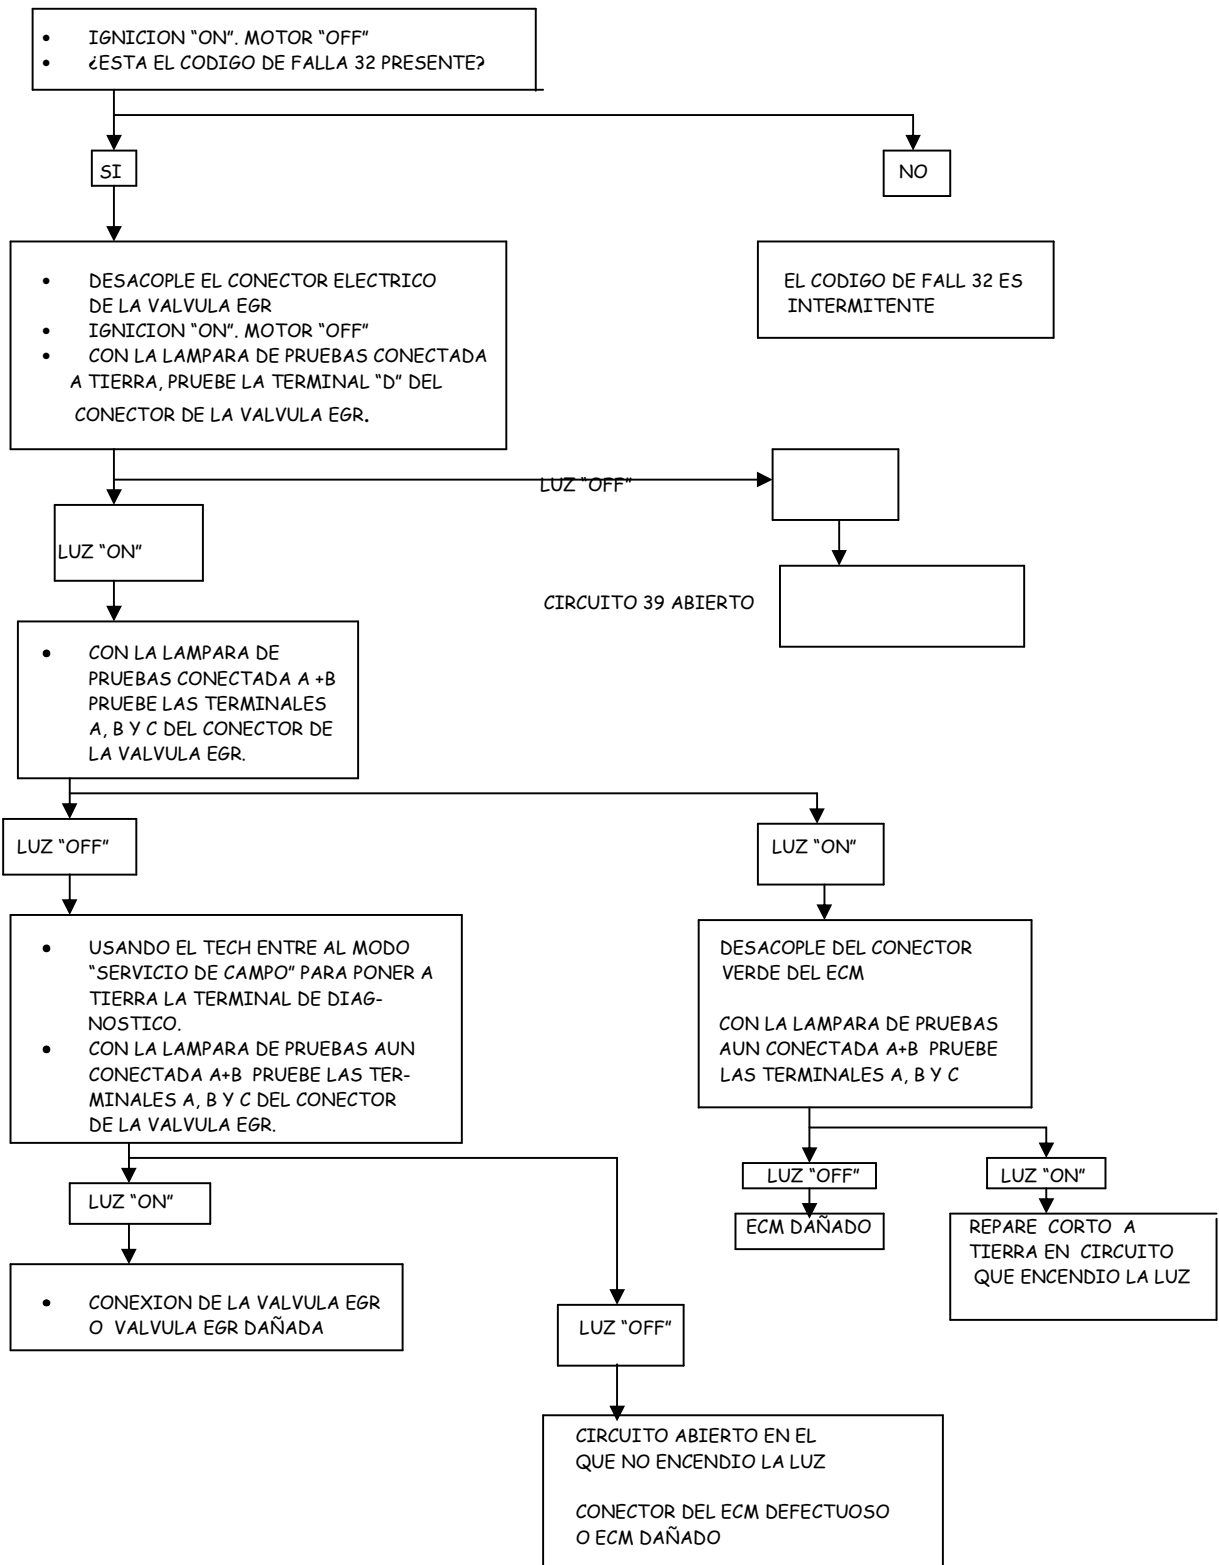 • IGNICION "ON". MOTOR "OFF"
• ¿ESTA EL CODIGO DE FALLA 32 PRESENTE?
SI
NO
• DESACOPLE EL CONECTOR ELECTRICO
DE LA VALVULA EGR
• IGNICION "ON". MOTOR "OFF"
• CON LA LAMPARA DE PRUEBAS CONECTADA
A TIERRA, PRUEBE LA TERMINAL "D" DEL
CONECTOR DE LA VALVULA EGR.
EL CODIGO DE FALL 32 ES
INTERMITENTE
LUZ "OFF"
LUZ "ON"
CIRCUITO 39 ABIERTO
• CON LA LAMPARA DE
PRUEBAS CONECTADA A +B
PRUEBE LAS TERMINALES
A, B Y C DEL CONECTOR DE
LA VALVULA EGR.
LUZ "OFF"
LUZ "ON"
• USANDO EL TECH ENTRE AL MODO
"SERVICIO DE CAMPO" PARA PONER A
TIERRA LA TERMINAL DE DIAG-
NOSTICO.
• CON LA LAMPARA DE PRUEBAS AUN
CONECTADA A+B PRUEBE LAS TER-
MINALES A, B Y C DEL CONECTOR
DE LA VALVULA EGR.
DESACOPLE DEL CONECTOR
VERDE DEL ECM
CON LA LAMPARA DE PRUEBAS
AUN CONECTADA A+B PRUEBE
LAS TERMINALES A, B Y C
LUZ "OFF"
LUZ "ON"
LUZ "ON"
ECM DAÑADO
REPARE CORTO A
TIERRA EN CIRCUITO
QUE ENCENDIO LA LUZ
• CONEXION DE LA VALVULA EGR
O VALVULA EGR DAÑADA
LUZ "OFF"
CIRCUITO ABIERTO EN EL
QUE NO ENCENDIO LA LUZ
CONECTOR DEL ECM DEFECTUOSO
O ECM DAÑADO